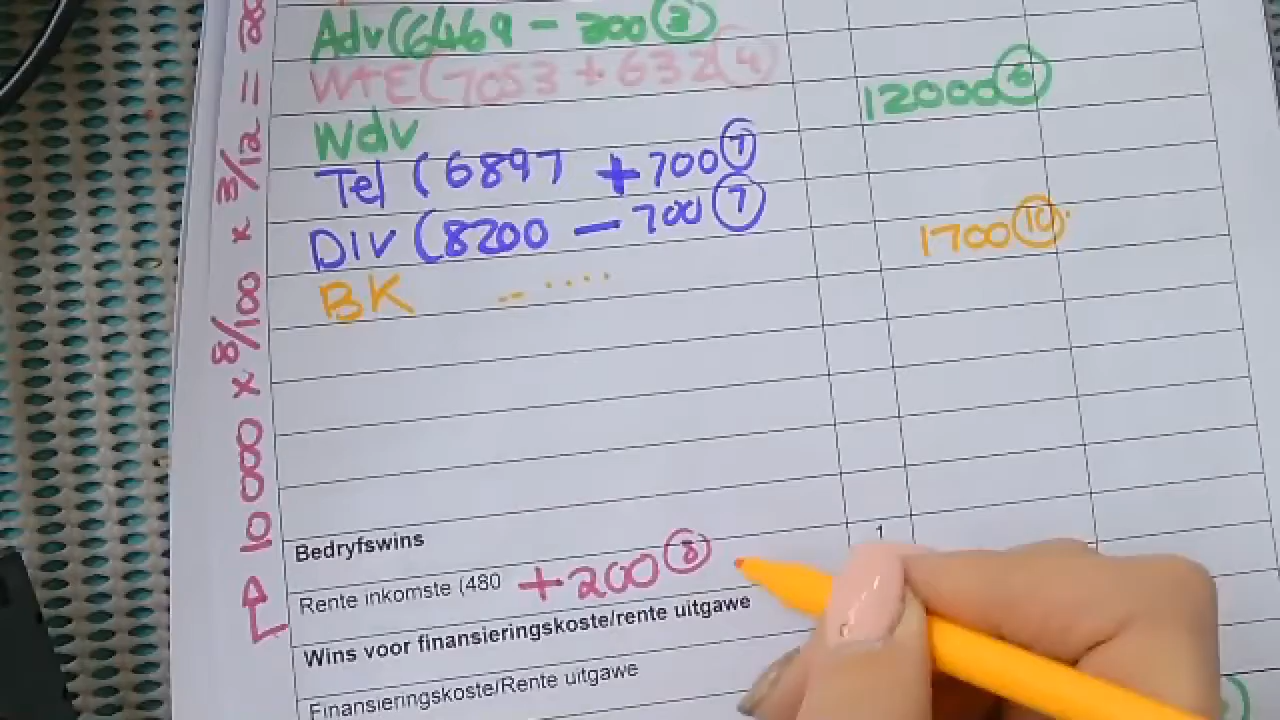 Adv (6469 - 200 ③
W+E (7053 + 632 ④
Wdv 12000 ⑥
Tel (6897 + 700 ⑦
Div (8200 - 700 ⑦
BK ...... 1700 ⑩
Bedryfswins
Rente inkomste (480 + 200 ⑧
1
Wins voor finansieringskoste/rente uitgawe
Finansieringskoste/Rente uitgawe
10 000 x 8/100 x 3/12 =